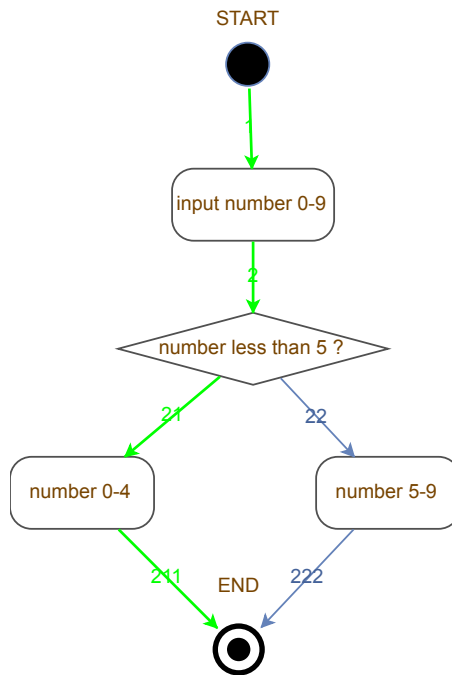 START
1
input number 0-9
2
number less than 5 ?
21
22
number 0-4
number 5-9
211
END
222